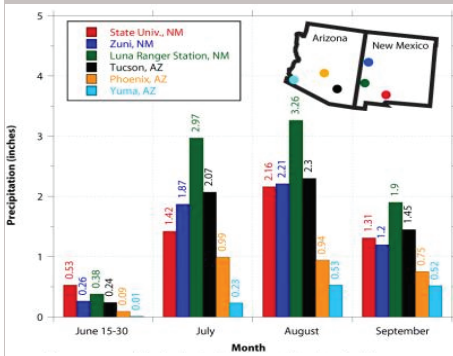 5
4
3
2
1
0
Precipitation (inches)
State Univ., NM
Zuni, NM
Luna Ranger Station, NM
Tucson, AZ
Phoenix, AZ
Yuma, AZ
Arizona
New Mexico
0.53
0.26
0.38
0.24
0.09
0.01
1.42
1.87
2.97
2.07
0.99
0.23
2.16
2.21
3.26
2.3
0.94
0.53
1.31
1.2
1.9
1.45
0.75
0.52
June 15-30
July
August
September
Month